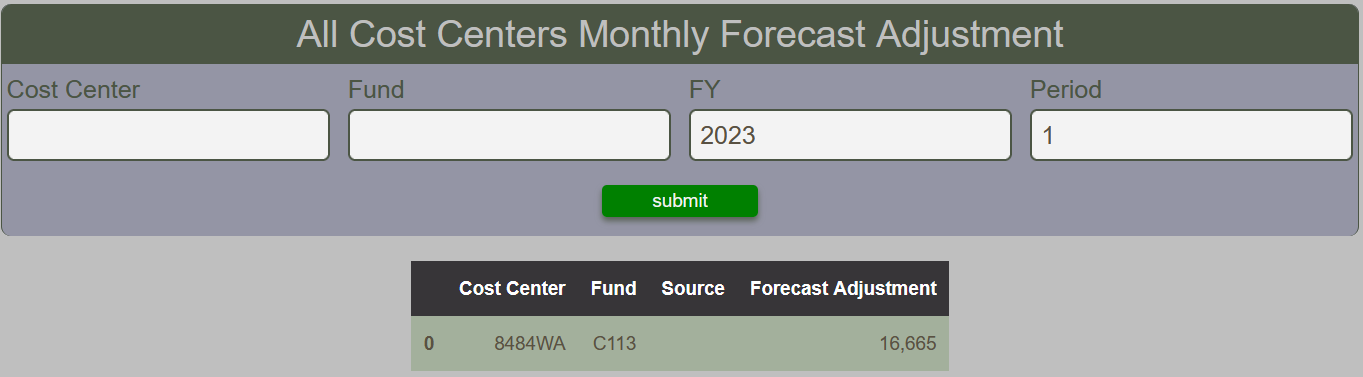 All Cost Centers Monthly Forecast Adjustment
Cost Center Fund FY Period
2023 1
submit
Cost Center Fund Source Forecast Adjustment
0 8484WA C113 16,665